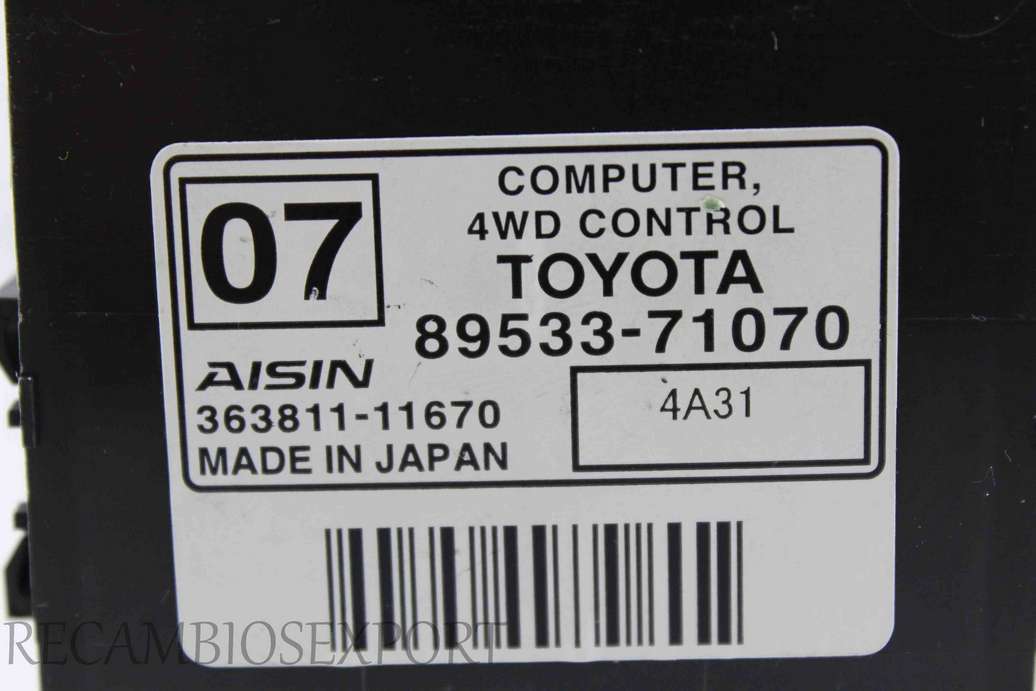 07
COMPUTER,
4WD CONTROL
TOYOTA
89533-71070
AISIN
363811-11670
MADE IN JAPAN
4A31
RECAMBIOSEXPORT